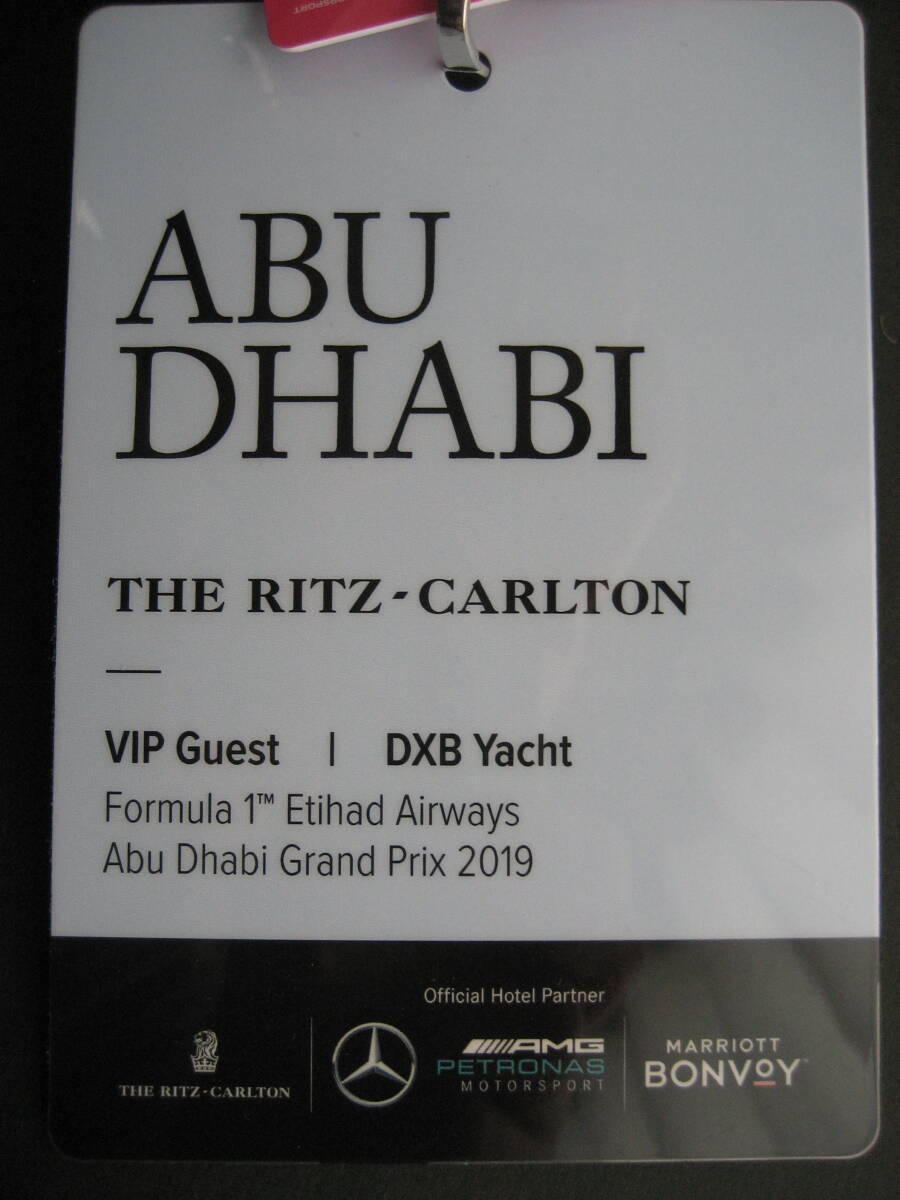 ABU
DHABI
THE RITZ-CARLTON
VIP Guest | DXB Yacht
Formula 1™ Etihad Airways
Abu Dhabi Grand Prix 2019
Official Hotel Partner
THE RITZ-CARLTON
AMG
PETRONAS
MOTORSPORT
MARRIOTT
BONVOY™